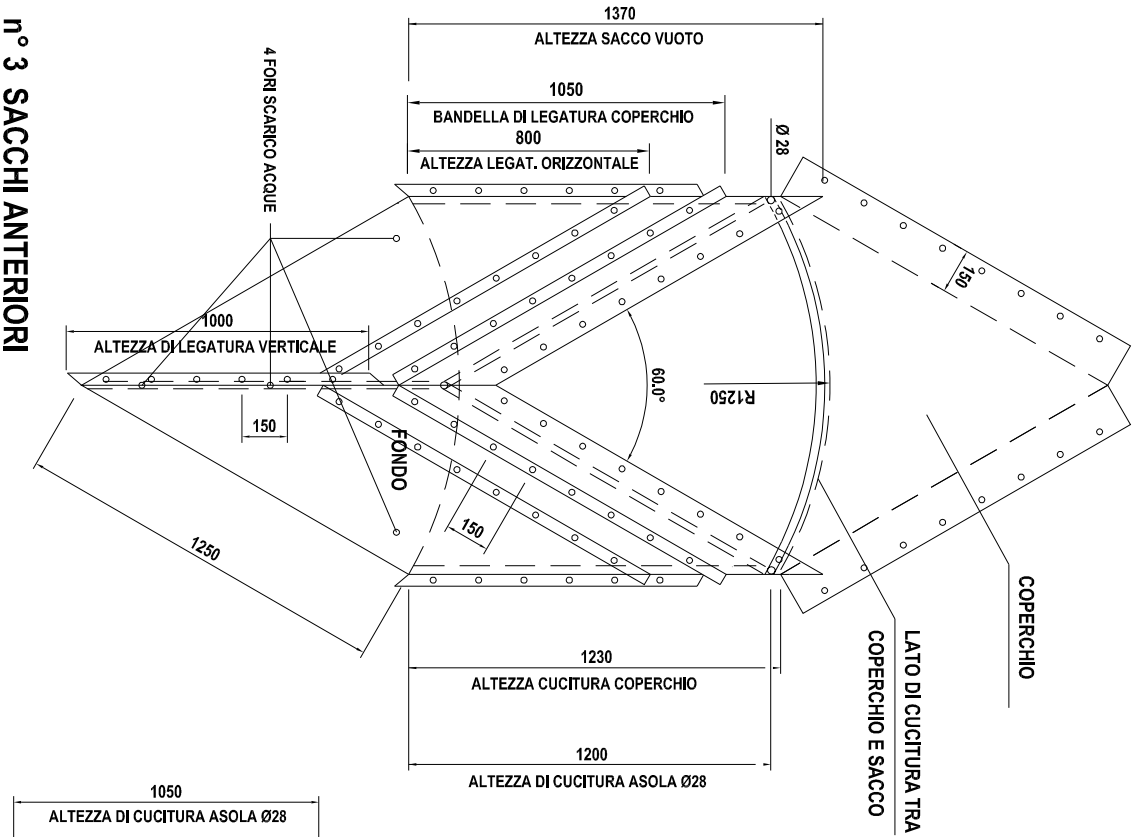 1370
ALTEZZA SACCO VUOTO
1050
BANDELLA DI LEGATURA COPERCHIO
800
ALTEZZA LEGAT. ORIZZONTALE
Ø 28
n° 3 SACCHI ANTERIORI
4 FORI SCARICO ACQUE
150
1000
ALTEZZA DI LEGATURA VERTICALE
60.0°
R1250
150
FONDO
150
1250
COPERCHIO
LATO DI CUCITURA TRA
COPERCHIO E SACCO
1230
ALTEZZA CUCITURA COPERCHIO
1200
ALTEZZA DI CUCITURA ASOLA Ø28
1050
ALTEZZA DI CUCITURA ASOLA Ø28